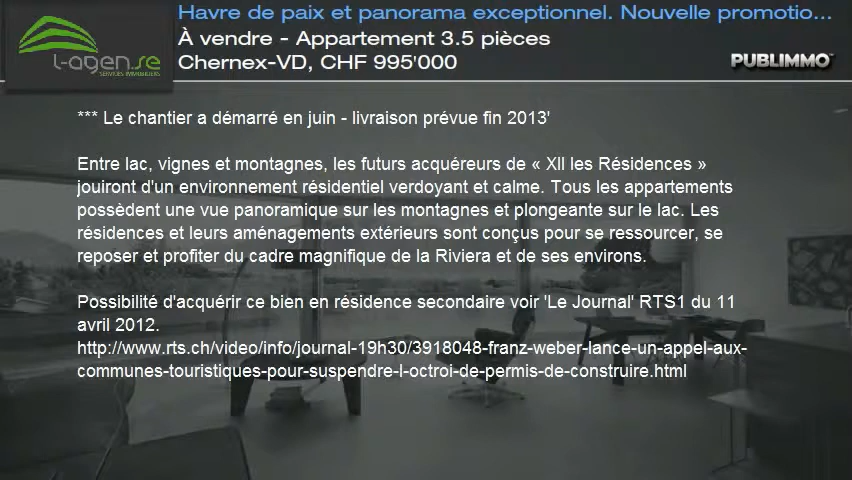 Havre de paix et panorama exceptionnel. Nouvelle promotio...
À vendre - Appartement 3.5 pièces
Chernex-VD, CHF 995'000
l-agen.se
SERVICES IMMOBILIERS
PUBLIMMO
*** Le chantier a démarré en juin - livraison prévue fin 2013'
Entre lac, vignes et montagnes, les futurs acquéreurs de « XII les Résidences »
jouiront d'un environnement résidentiel verdoyant et calme. Tous les appartements
possèdent une vue panoramique sur les montagnes et plongeante sur le lac. Les
résidences et leurs aménagements extérieurs sont conçus pour se ressourcer, se
reposer et profiter du cadre magnifique de la Riviera et de ses environs.
Possibilité d'acquérir ce bien en résidence secondaire voir 'Le Journal' RTS1 du 11
avril 2012.
http://www.rts.ch/video/info/journal-19h30/3918048-franz-weber-lance-un-appel-aux-
communes-touristiques-pour-suspendre-l-octroi-de-permis-de-construire.html